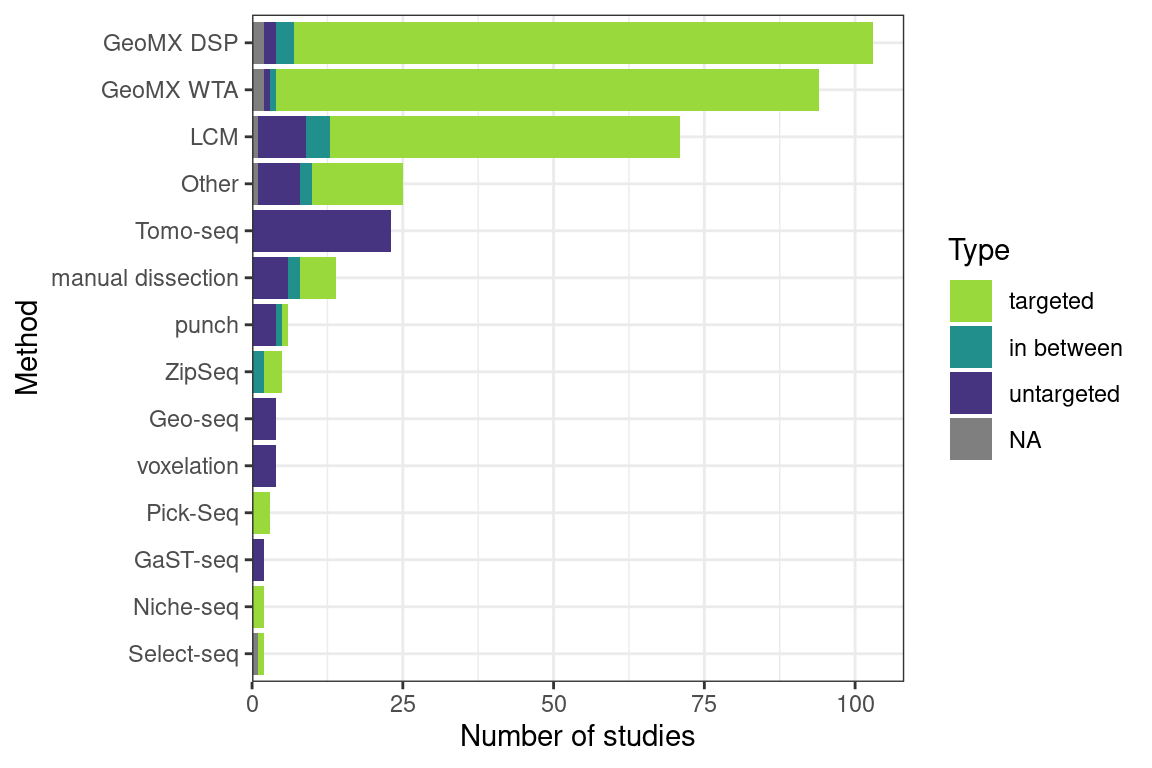 GeoMX DSP
GeoMX WTA
LCM
Other
Tomo-seq
manual dissection
punch
ZipSeq
Geo-seq
voxelation
Pick-Seq
GaST-seq
Niche-seq
Select-seq
Method
0 25 50 75 100
Number of studies
Type
targeted
in between
untargeted
NA